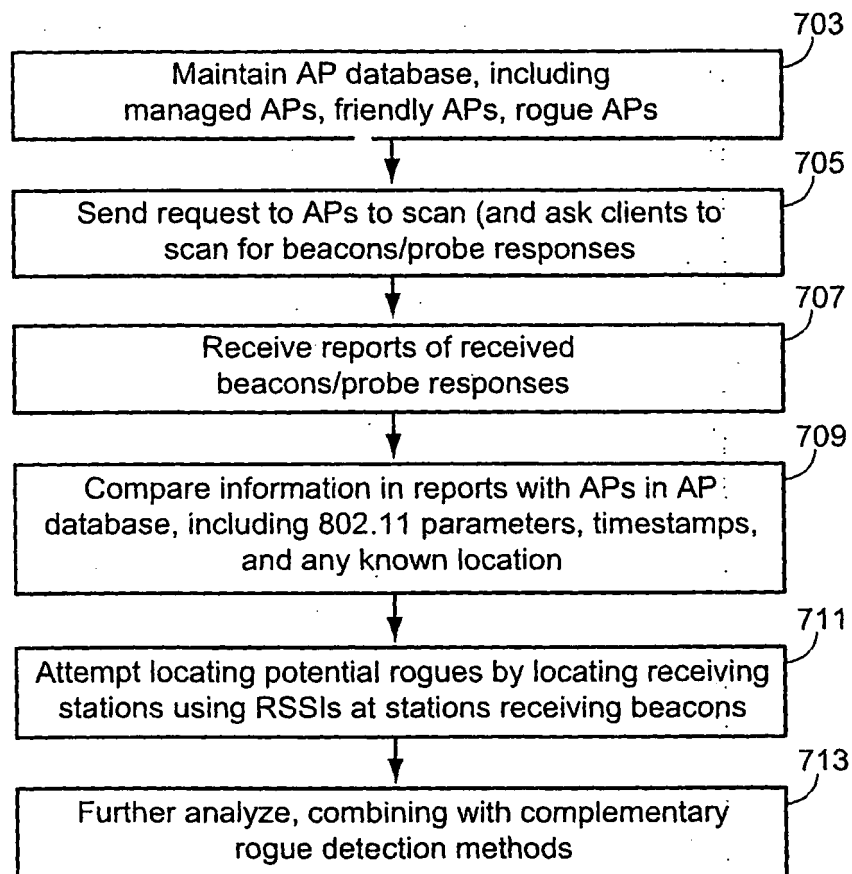 703
Maintain AP database, including
managed APs, friendly APs, rogue APs
705
Send request to APs to scan (and ask clients to
scan for beacons/probe responses
707
Receive reports of received
beacons/probe responses
709
Compare information in reports with APs in AP
database, including 802.11 parameters, timestamps,
and any known location
711
Attempt locating potential rogues by locating receiving
stations using RSSIs at stations receiving beacons
713
Further analyze, combining with complementary
rogue detection methods